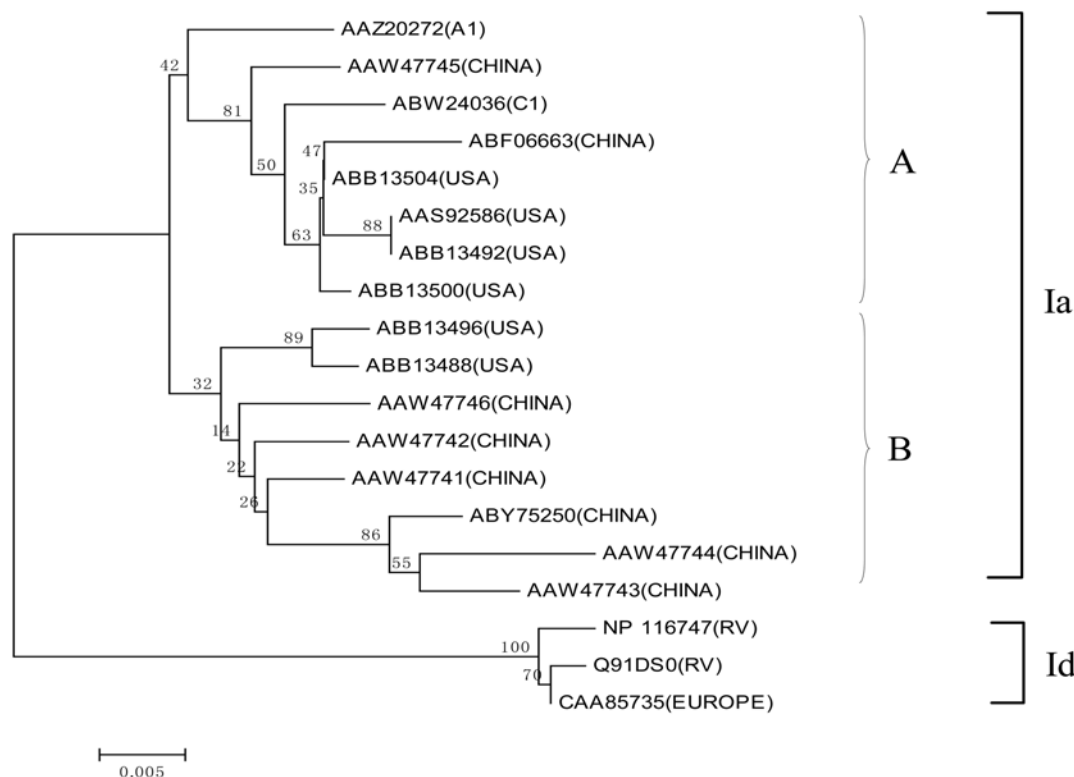 AAZ20272(A1)
42
AAW47745(CHINA)
81
ABW24036(C1)
ABF06663(CHINA)
47
50
ABB13504(USA)
35
AAS92586(USA)
88
63
ABB13492(USA)
ABB13500(USA)
A
Ia
ABB13496(USA)
89
ABB13488(USA)
32
AAW47746(CHINA)
14
AAW47742(CHINA)
22
AAW47741(CHINA)
26
ABY75250(CHINA)
86
AAW47744(CHINA)
55
AAW47743(CHINA)
B
NP 116747(RV)
100
Q91DS0(RV)
70
CAA85735(EUROPE)
Id
0.005